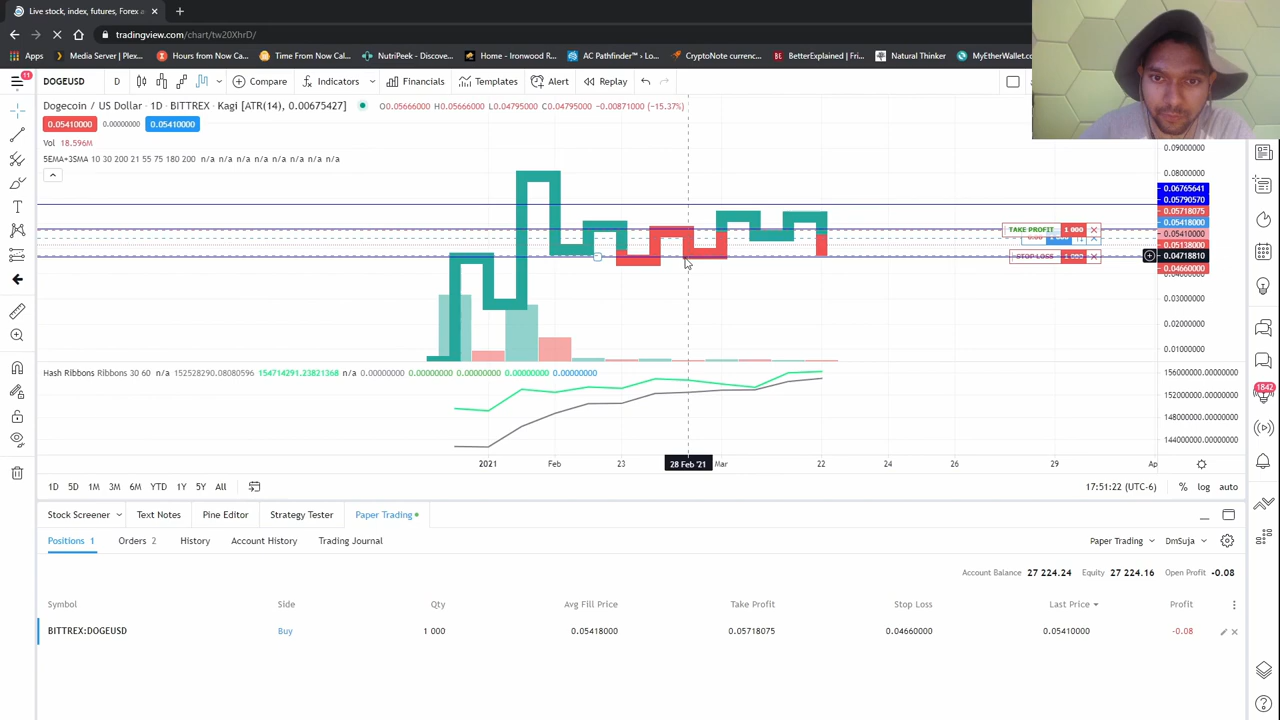 Live stock, index, futures, Forex a
tradingview.com/chart/tw20XhrD/
Apps Media Server | Plex... Hours from Now Cal... Time From Now Cal... NutriPeek - Discove... Home - Ironwood R... AC Pathfinder™ › Lo... CryptoNote currenc... BetterExplained | Fri... Natural Thinker MyEtherWallet.co
11 DOGEUSD D Compare Indicators Financials Templates Alert Replay
Dogecoin / US Dollar · 1D · BITTREX · Kagi [ATR(14), 0.00675427] O0.05666000 H0.05666000 L0.04795000 C0.04795000 −0.00871000 (−15.37%)
0.05410000 0.00000000 0.05410000
Vol 18.596M
5EMA+3SMA 10 30 200 21 55 75 180 200 n/a n/a n/a n/a n/a n/a n/a n/a
0.09000000
0.08000000
0.06765641
0.05790570
0.05718075
0.05418000
TAKE PROFIT 1 000
0.05410000
0.05138000
STOP LOSS 1 000
0.04718810
0.04660000
0.03000000
0.02000000
0.01000000
Hash Ribbons Ribbons 30 60 n/a 152528290.08080596 154714291.23821368 n/a 0.00000000 0.00000000 0.00000000 0.00000000 0.00000000
156000000.00000000
152000000.00000000
148000000.00000000
144000000.00000000
1842
2021 Feb 23 28 Feb '21 Mar 22 24 26 29 Ap
1D 5D 1M 3M 6M YTD 1Y 5Y All 17:51:22 (UTC-6) % log auto
Stock Screener Text Notes Pine Editor Strategy Tester Paper Trading
Positions 1 Orders 2 History Account History Trading Journal Paper Trading DmSuja
Account Balance 27 224.24 Equity 27 224.16 Open Profit -0.08
Symbol Side Qty Avg Fill Price Take Profit Stop Loss Last Price Profit
BITTREX:DOGEUSD Buy 1 000 0.05418000 0.05718075 0.04660000 0.05410000 -0.08